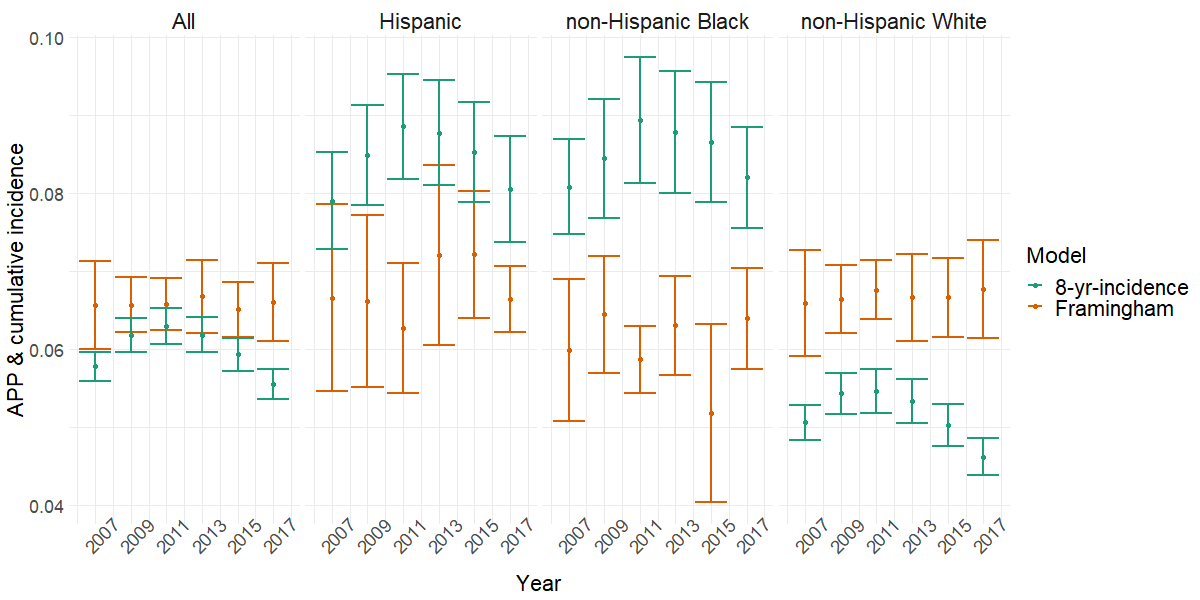 All Hispanic non-Hispanic Black non-Hispanic White
APP & cumulative incidence
0.10
0.08
0.06
0.04
2007 2009 2011 2013 2015 2017 2007 2009 2011 2013 2015 2017 2007 2009 2011 2013 2015 2017 2007 2009 2011 2013 2015 2017
Year
Model
8-yr-incidence
Framingham